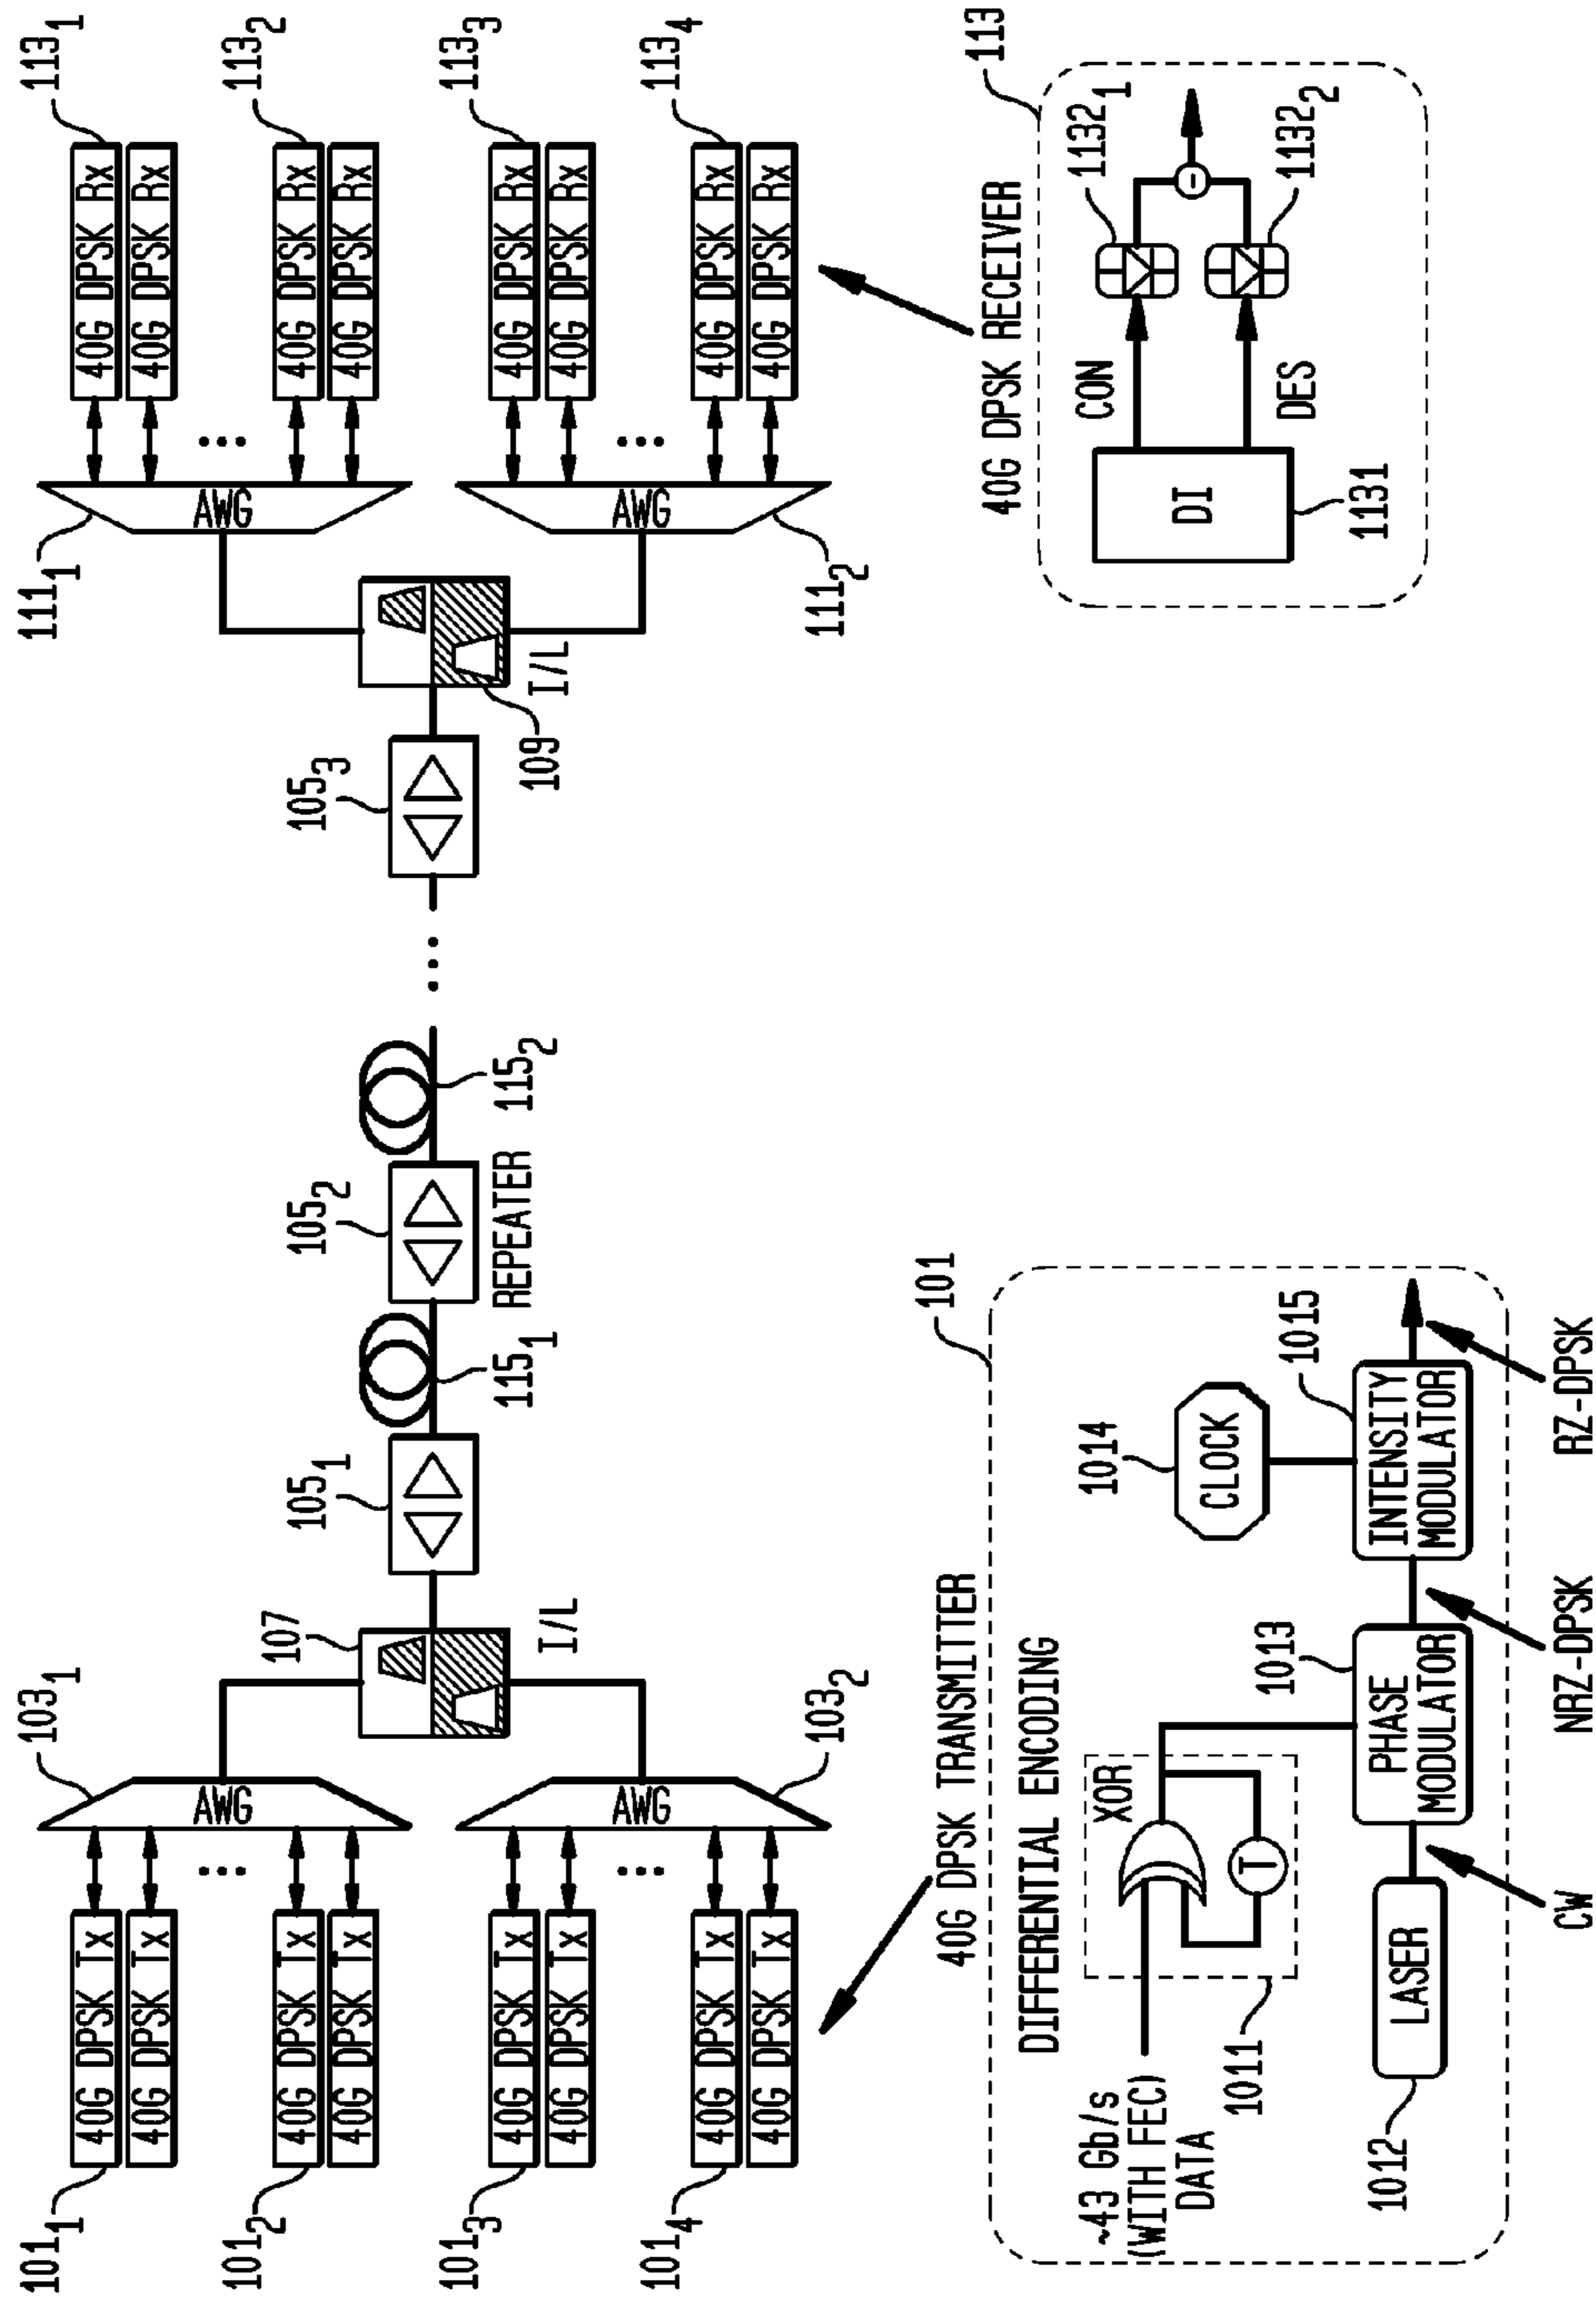 101₁
40G DPSK Tx
40G DPSK Tx
...
101₂
40G DPSK Tx
40G DPSK Tx
101₃
40G DPSK Tx
40G DPSK Tx
...
101₄
40G DPSK Tx
40G DPSK Tx
103₁
AWG
AWG
103₂
107
I/L
105₁
115₁
105₂
REPEATER
115₂
...
105₃
109
I/L
111₁
AWG
AWG
111₂
40G DPSK Rx
113₁
40G DPSK Rx
...
40G DPSK Rx
113₂
40G DPSK Rx
40G DPSK Rx
113₃
40G DPSK Rx
...
40G DPSK Rx
113₄
40G DPSK Rx
40G DPSK TRANSMITTER
101
DIFFERENTIAL ENCODING
~43 Gb/s
(WITH FEC)
DATA
XOR
T
1011
1012
LASER
CW
1013
PHASE
MODULATOR
NRZ-DPSK
1014
CLOCK
1015
INTENSITY
MODULATOR
RZ-DPSK
40G DPSK RECEIVER
113
DI
1131
CON
DES
1132₁
-
1132₂